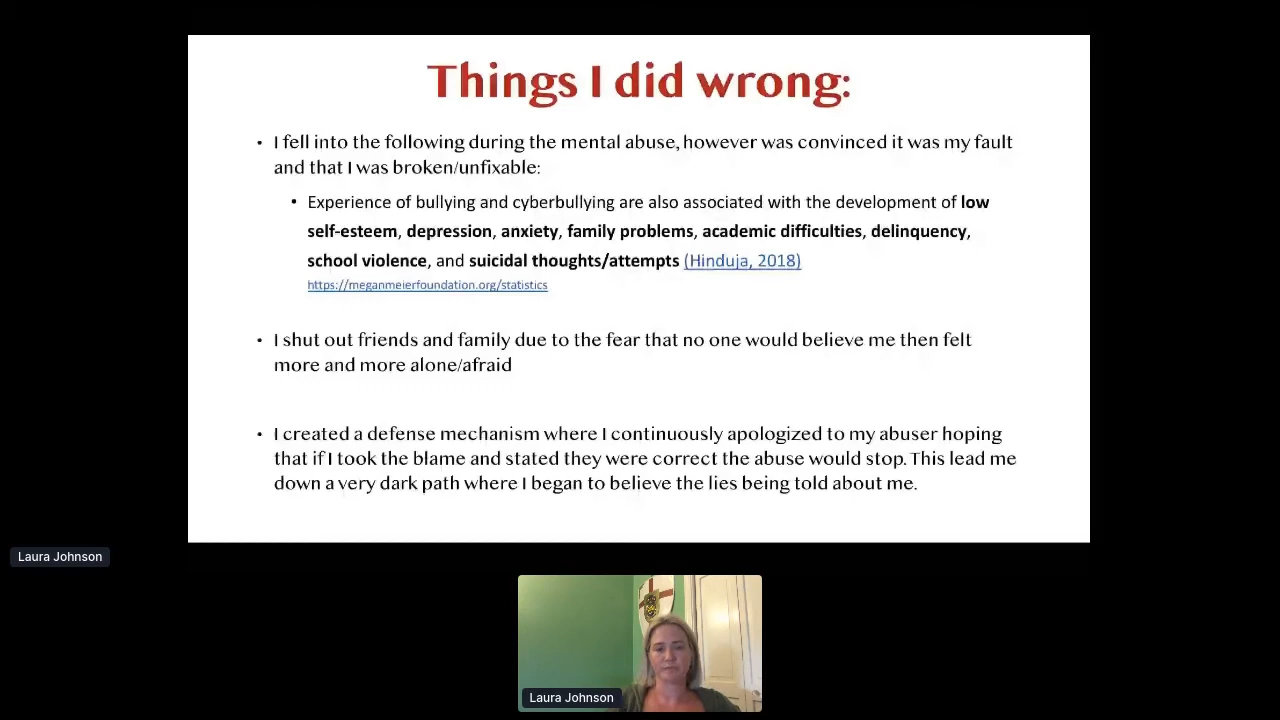 Things I did wrong:
• I fell into the following during the mental abuse, however was convinced it was my fault
and that I was broken/unfixable:
• Experience of bullying and cyberbullying are also associated with the development of low
self-esteem, depression, anxiety, family problems, academic difficulties, delinquency,
school violence, and suicidal thoughts/attempts (Hinduja, 2018)
https://meganmeierfoundation.org/statistics
• I shut out friends and family due to the fear that no one would believe me then felt
more and more alone/afraid
• I created a defense mechanism where I continuously apologized to my abuser hoping
that if I took the blame and stated they were correct the abuse would stop. This lead me
down a very dark path where I began to believe the lies being told about me.
Laura Johnson
Laura Johnson